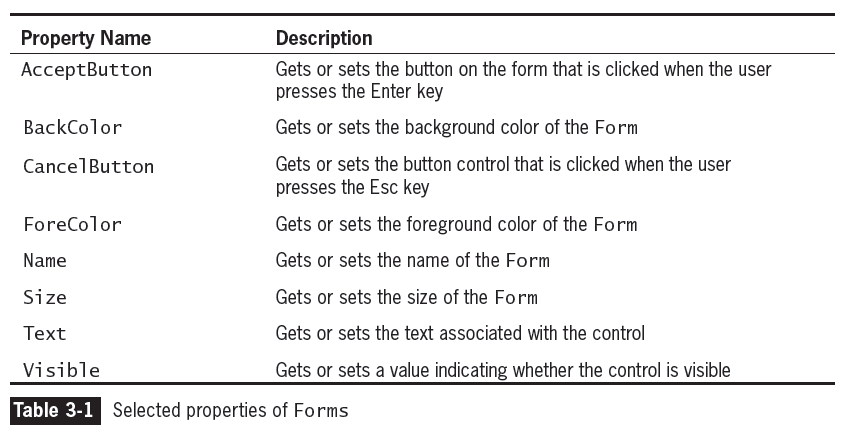 Property Name Description
AcceptButton Gets or sets the button on the form that is clicked when the user
presses the Enter key
BackColor Gets or sets the background color of the Form
CancelButton Gets or sets the button control that is clicked when the user
presses the Esc key
ForeColor Gets or sets the foreground color of the Form
Name Gets or sets the name of the Form
Size Gets or sets the size of the Form
Text Gets or sets the text associated with the control
Visible Gets or sets a value indicating whether the control is visible
Table 3-1 Selected properties of Forms